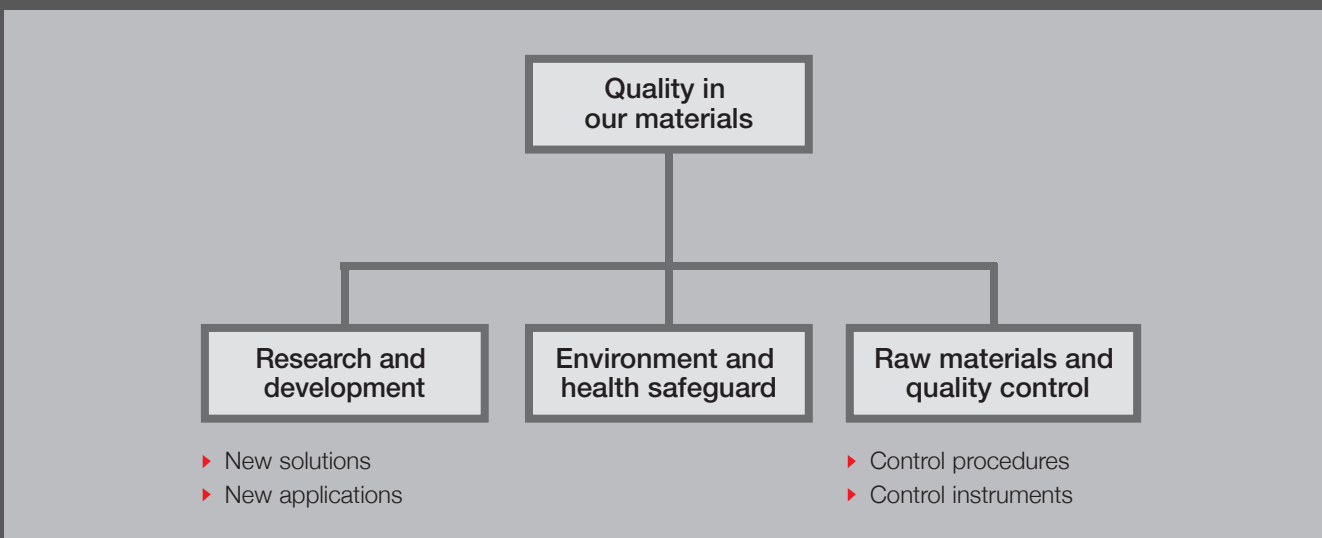 Quality in
our materials
Research and
development
Environment and
health safeguard
Raw materials and
quality control
New solutions
New applications
Control procedures
Control instruments